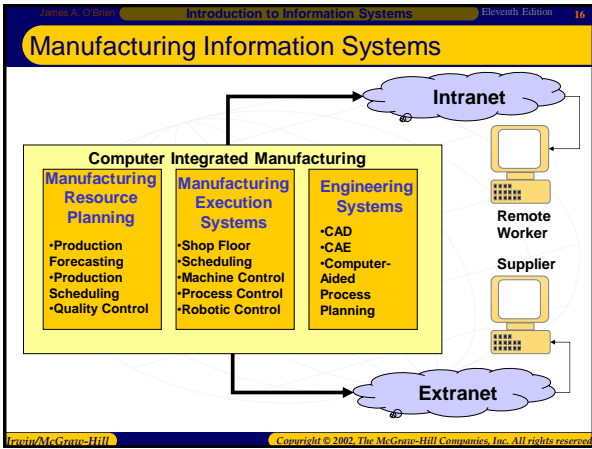 James A. O'Brien Introduction to Information Systems Eleventh Edition 16
Manufacturing Information Systems
Intranet
Computer Integrated Manufacturing
Manufacturing
Resource
Planning
•Production
Forecasting
•Production
Scheduling
•Quality Control
Manufacturing
Execution
Systems
•Shop Floor
•Scheduling
•Machine Control
•Process Control
•Robotic Control
Engineering
Systems
•CAD
•CAE
•Computer-
Aided
Process
Planning
Remote
Worker
Supplier
Extranet
Irwin/McGraw-Hill Copyright © 2002, The McGraw-Hill Companies, Inc. All rights reserved